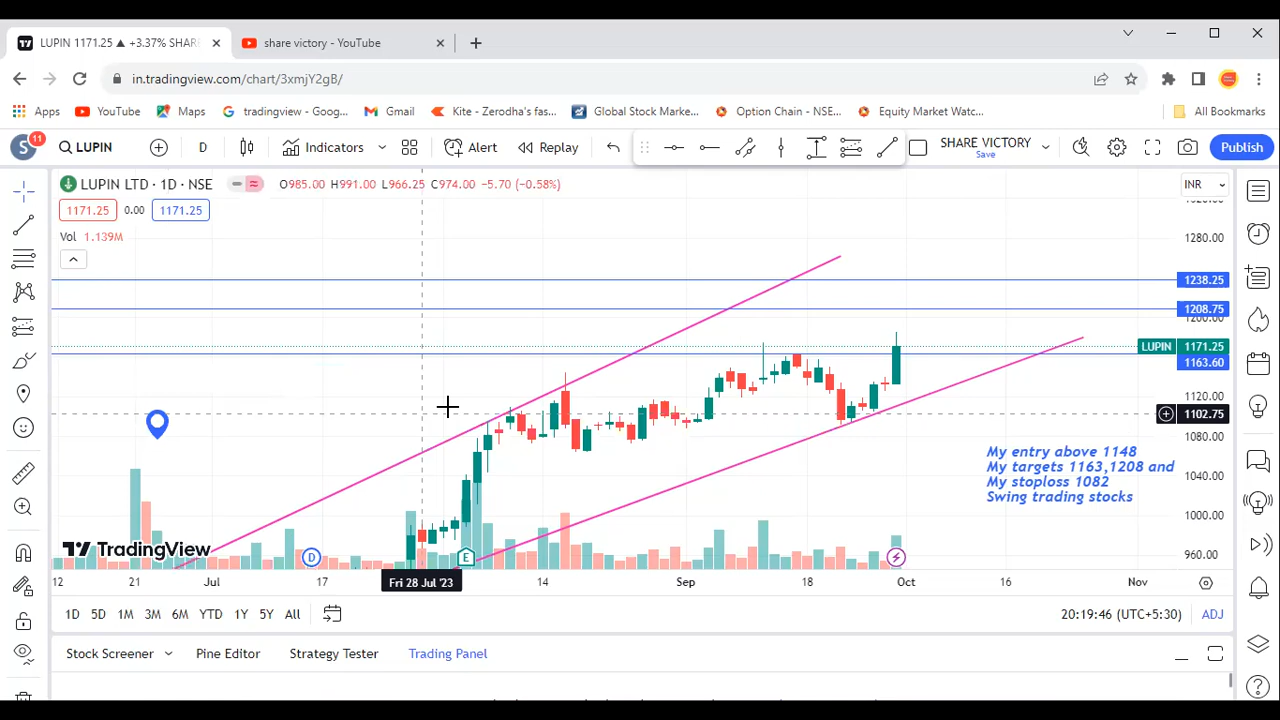 LUPIN 1171.25 ▲ +3.37% SHAR
share victory - YouTube
in.tradingview.com/chart/3xmjY2gB/
Apps
YouTube
Maps
tradingview - Goog...
Gmail
Kite - Zerodha's fas...
Global Stock Marke...
Option Chain - NSE...
Equity Market Watc...
All Bookmarks
S
11
LUPIN
D
Indicators
Alert
Replay
SHARE VICTORY
Save
Publish
LUPIN LTD · 1D · NSE
O985.00 H991.00 L966.25 C974.00 −5.70 (−0.58%)
INR
1171.25
0.00
1171.25
Vol 1.139M
1280.00
1238.25
1208.75
1200.00
LUPIN 1171.25
1163.60
1120.00
1102.75
1080.00
1040.00
1000.00
960.00
My entry above 1148
My targets 1163,1208 and
My stoploss 1082
Swing trading stocks
TradingView
D
E
12
21
Jul
17
Fri 28 Jul '23
14
Sep
18
Oct
16
Nov
1D
5D
1M
3M
6M
YTD
1Y
5Y
All
20:19:46 (UTC+5:30)
ADJ
Stock Screener
Pine Editor
Strategy Tester
Trading Panel